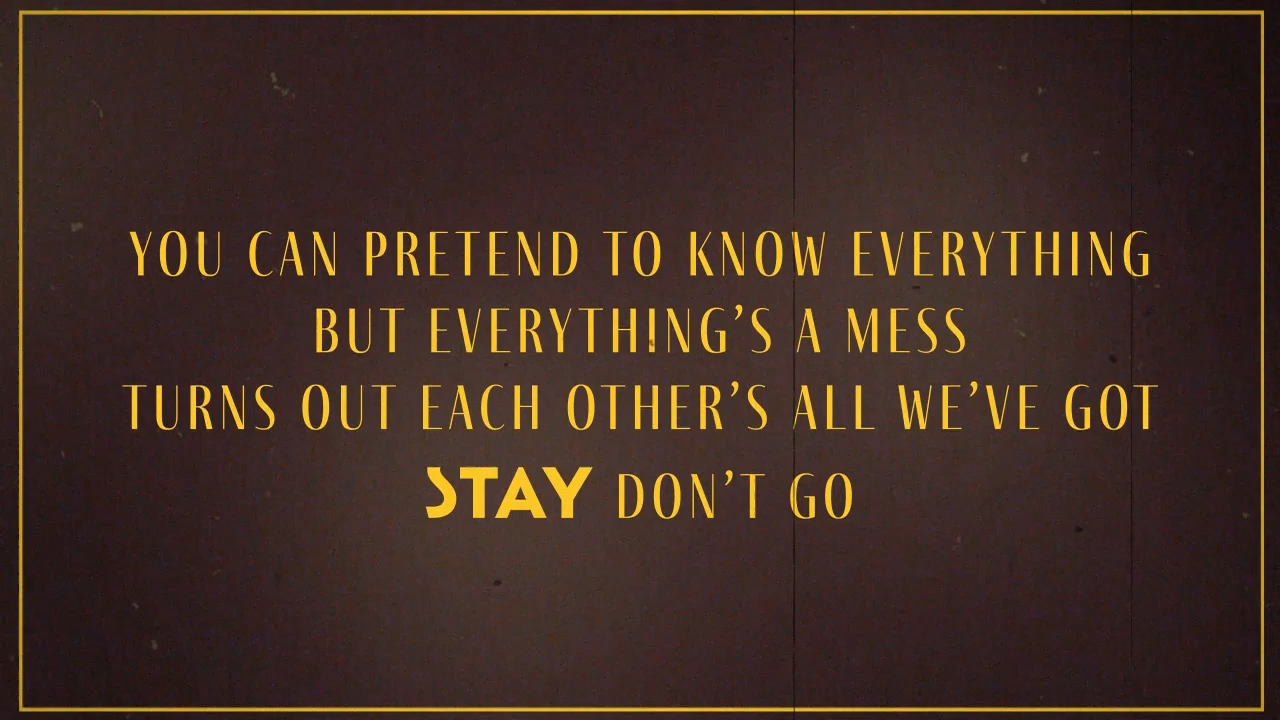 YOU CAN PRETEND TO KNOW EVERYTHING
BUT EVERYTHING'S A MESS
TURNS OUT EACH OTHER'S ALL WE'VE GOT
STAY DON'T GO